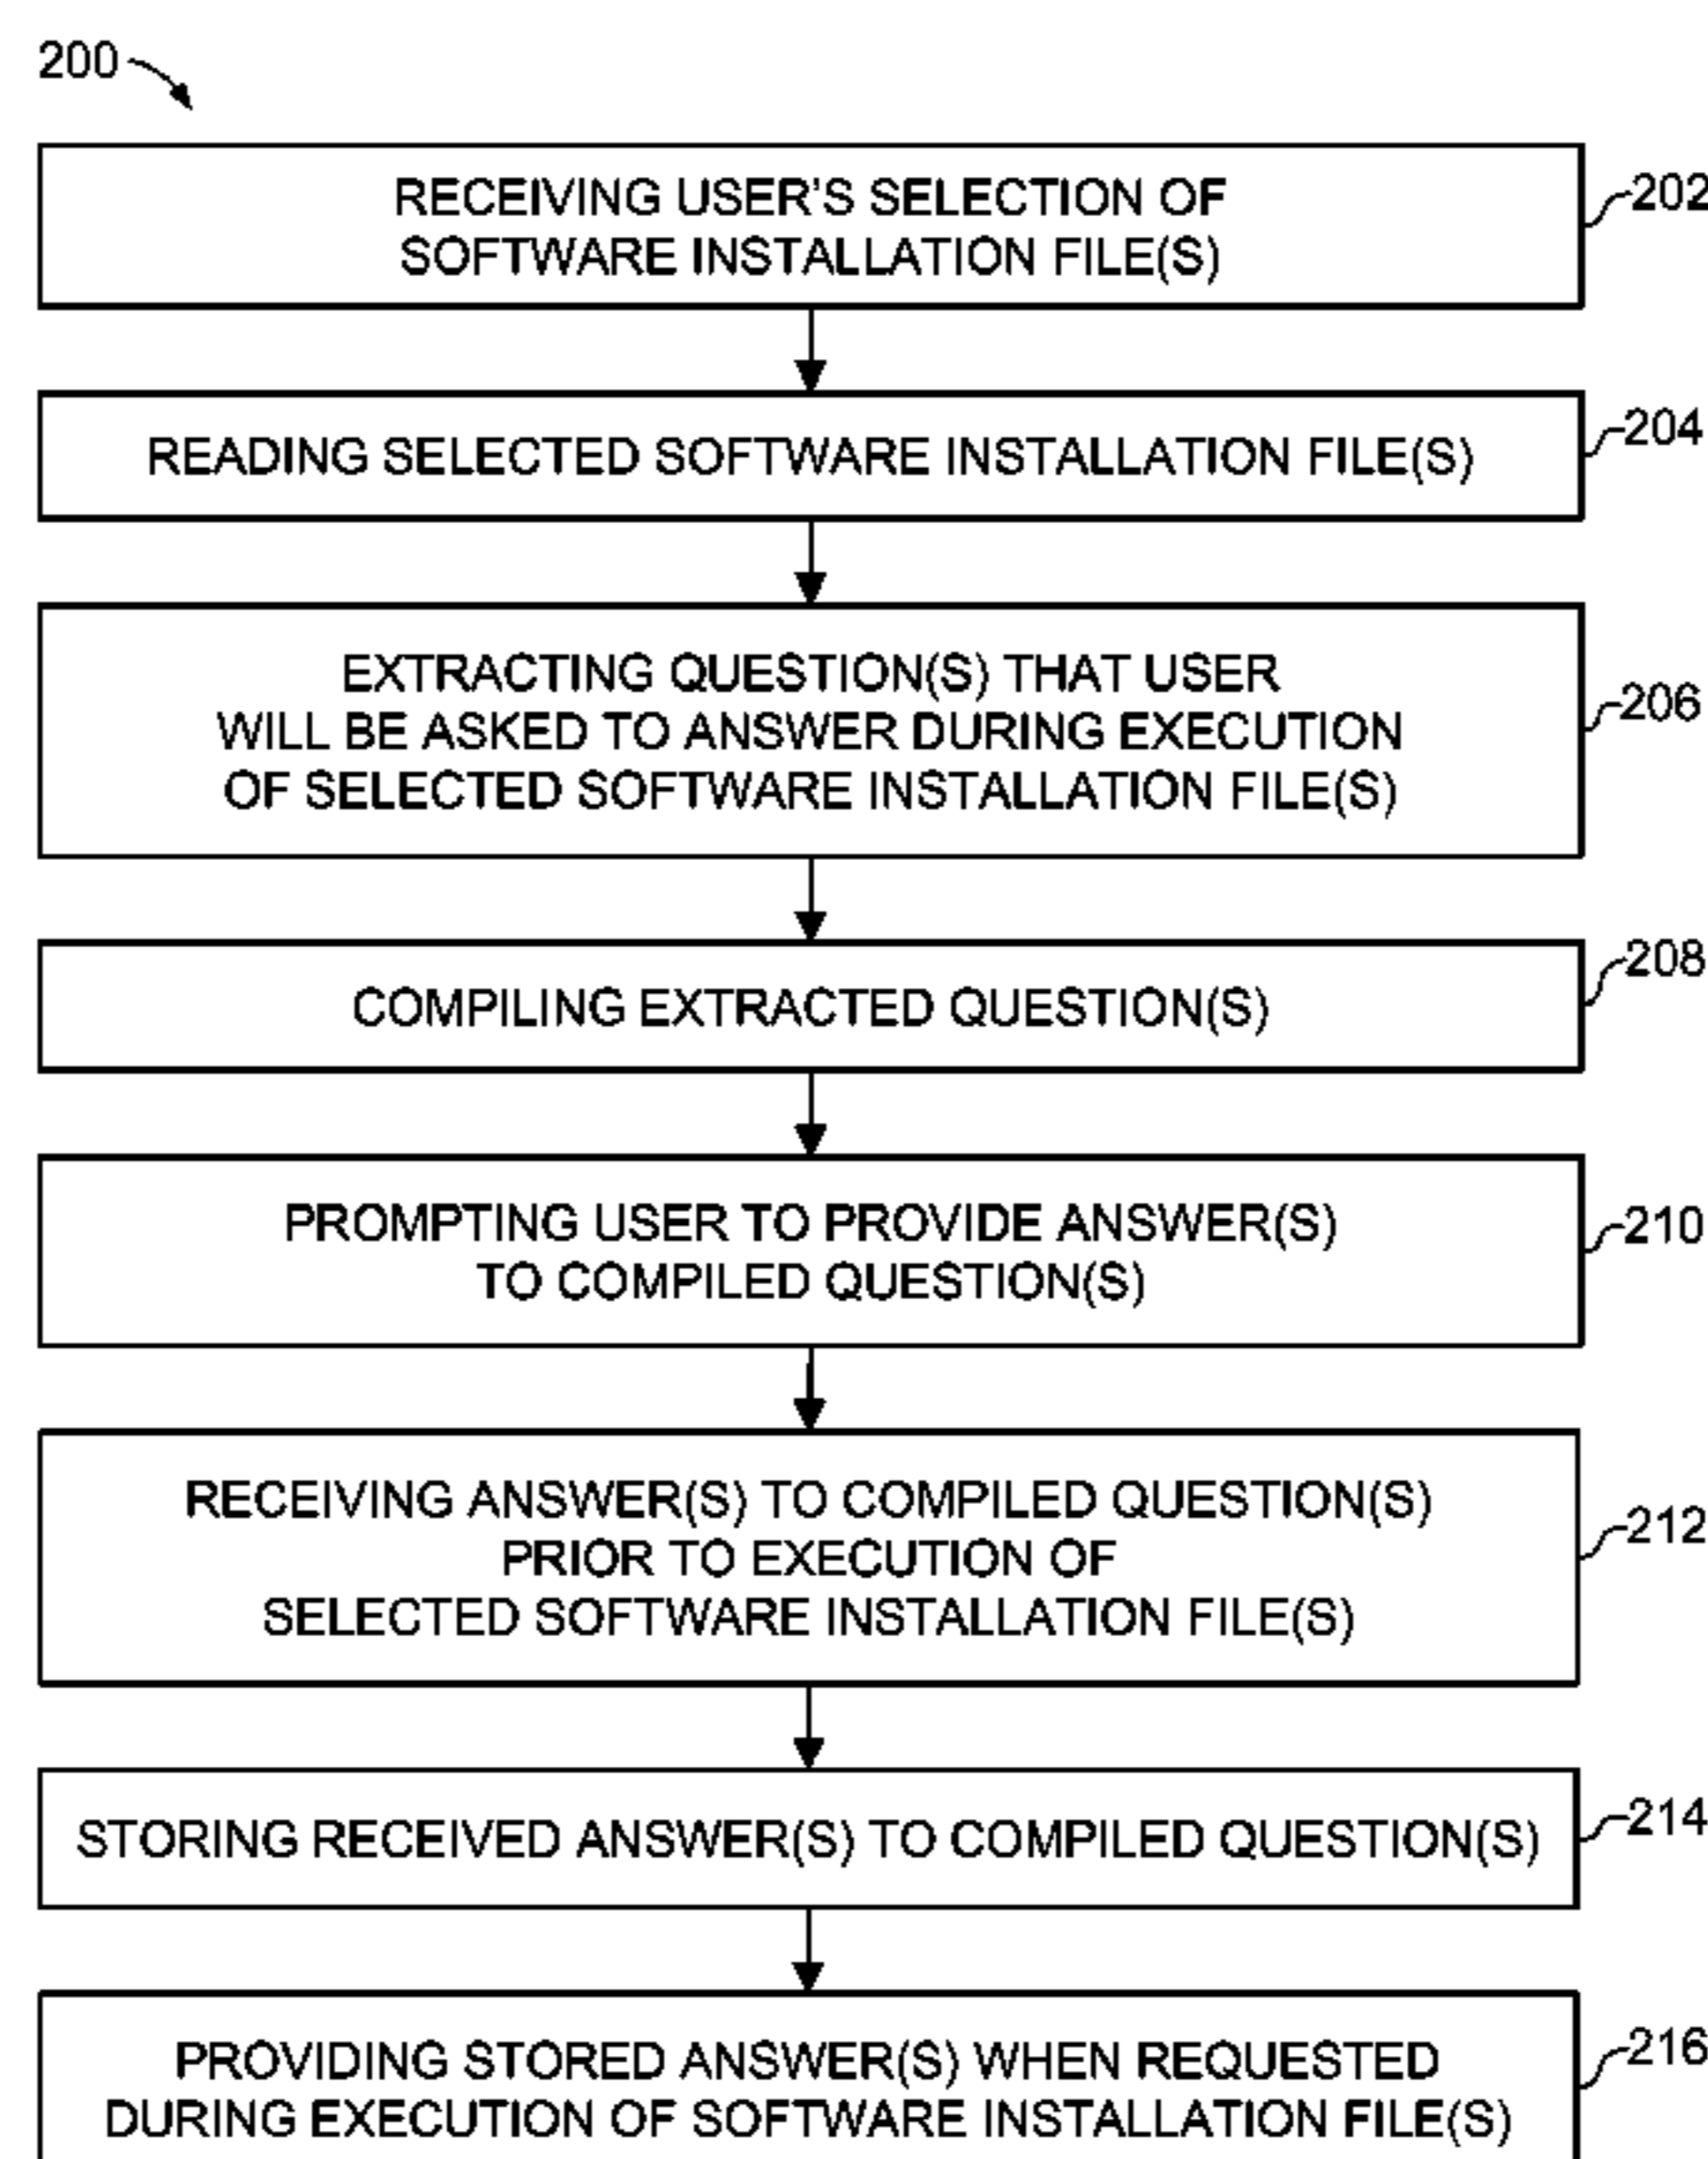 200
RECEIVING USER'S SELECTION OF
SOFTWARE INSTALLATION FILE(S)
202
READING SELECTED SOFTWARE INSTALLATION FILE(S)
204
EXTRACTING QUESTION(S) THAT USER
WILL BE ASKED TO ANSWER DURING EXECUTION
OF SELECTED SOFTWARE INSTALLATION FILE(S)
206
COMPILING EXTRACTED QUESTION(S)
208
PROMPTING USER TO PROVIDE ANSWER(S)
TO COMPILED QUESTION(S)
210
RECEIVING ANSWER(S) TO COMPILED QUESTION(S)
PRIOR TO EXECUTION OF
SELECTED SOFTWARE INSTALLATION FILE(S)
212
STORING RECEIVED ANSWER(S) TO COMPILED QUESTION(S)
214
PROVIDING STORED ANSWER(S) WHEN REQUESTED
DURING EXECUTION OF SOFTWARE INSTALLATION FILE(S)
216